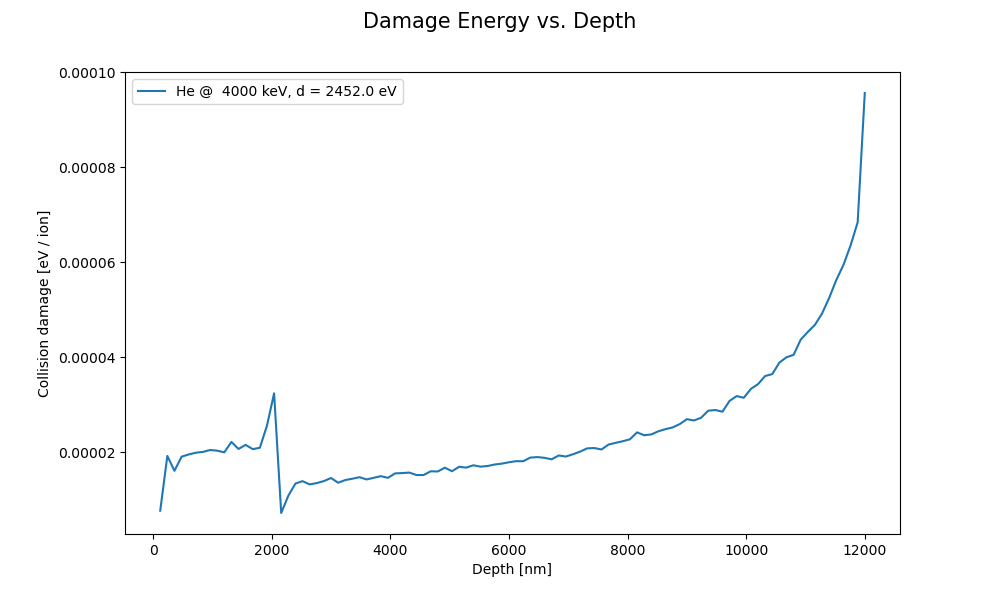 Damage Energy vs. Depth
He @  4000 keV, d = 2452.0 eV
Collision damage [eV / ion]
0.00010
0.00008
0.00006
0.00004
0.00002
0 2000 4000 6000 8000 10000 12000
Depth [nm]